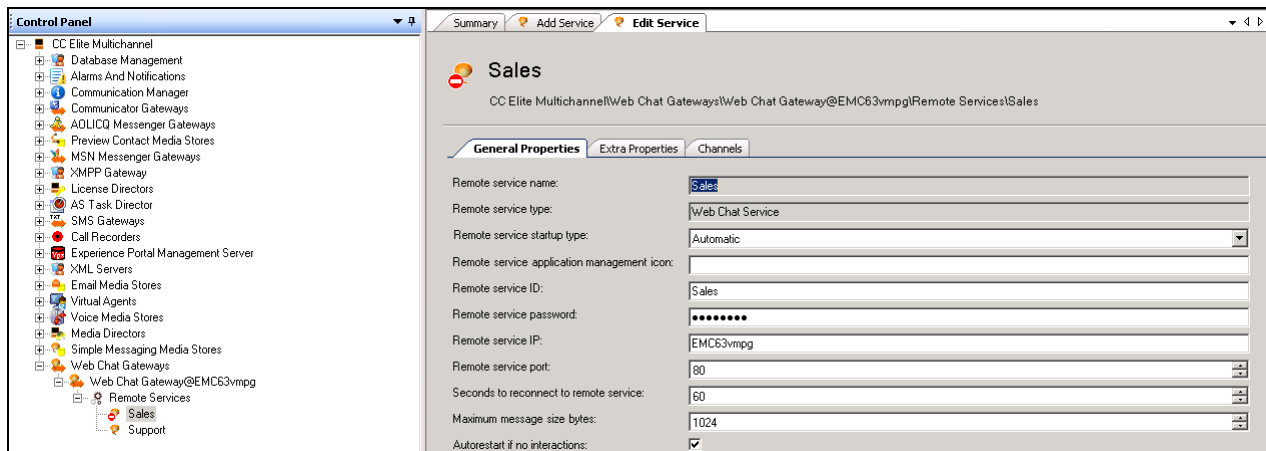 Control Panel
CC Elite Multichannel
Database Management
Alarms And Notifications
Communication Manager
Communicator Gateways
AOLICQ Messenger Gateways
Preview Contact Media Stores
MSN Messenger Gateways
XMPP Gateway
License Directors
AS Task Director
TXT
SMS Gateways
Call Recorders
Vpx
Experience Portal Management Server
XML Servers
Email Media Stores
Virtual Agents
Voice Media Stores
Media Directors
Simple Messaging Media Stores
Web Chat Gateways
Web Chat Gateway@EMC63vmpg
Remote Services
Sales
Support
Summary Add Service Edit Service
Sales
CC Elite Multichannel\Web Chat Gateways\Web Chat Gateway@EMC63vmpg\Remote Services\Sales
General Properties Extra Properties Channels
Remote service name: Sales
Remote service type: Web Chat Service
Remote service startup type: Automatic
Remote service application management icon:
Remote service ID: Sales
Remote service password: ●●●●●●●●
Remote service IP: EMC63vmpg
Remote service port: 80
Seconds to reconnect to remote service: 60
Maximum message size bytes: 1024
Autorestart if no interactions: